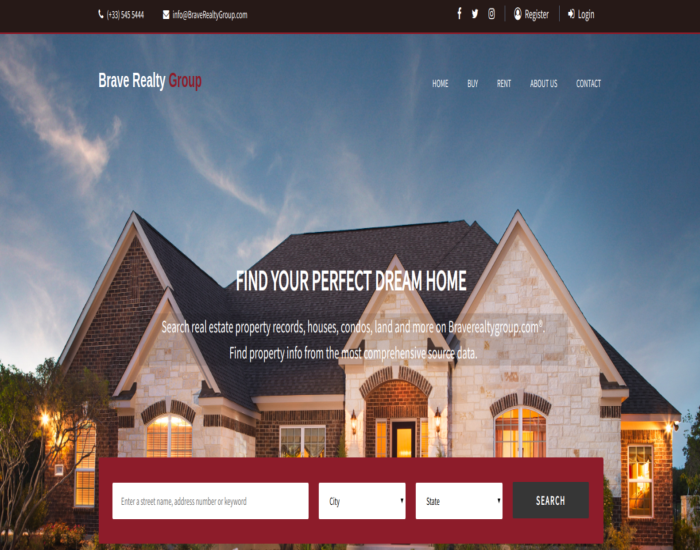 (+33) 545 5444 info@BraveRealtyGroup.com Register Login
Brave Realty Group HOME BUY RENT ABOUT US CONTACT
FIND YOUR PERFECT DREAM HOME
Search real estate property records, houses, condos, land and more on Braverealtygroup.com®.
Find property info from the most comprehensive source data.
Enter a street name, address number or keyword City State SEARCH